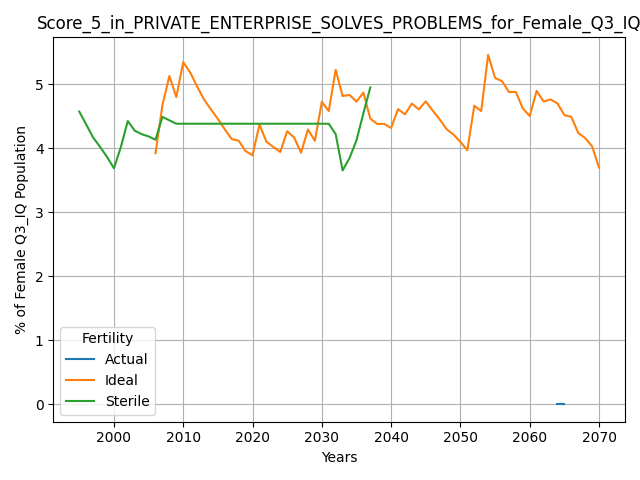 Score_5_in_PRIVATE_ENTERPRISE_SOLVES_PROBLEMS_for_Female_Q3_IQ
% of Female Q3_IQ Population
5
4
3
2
1
0
Fertility
Actual
Ideal
Sterile
2000 2010 2020 2030 2040 2050 2060 2070
Years